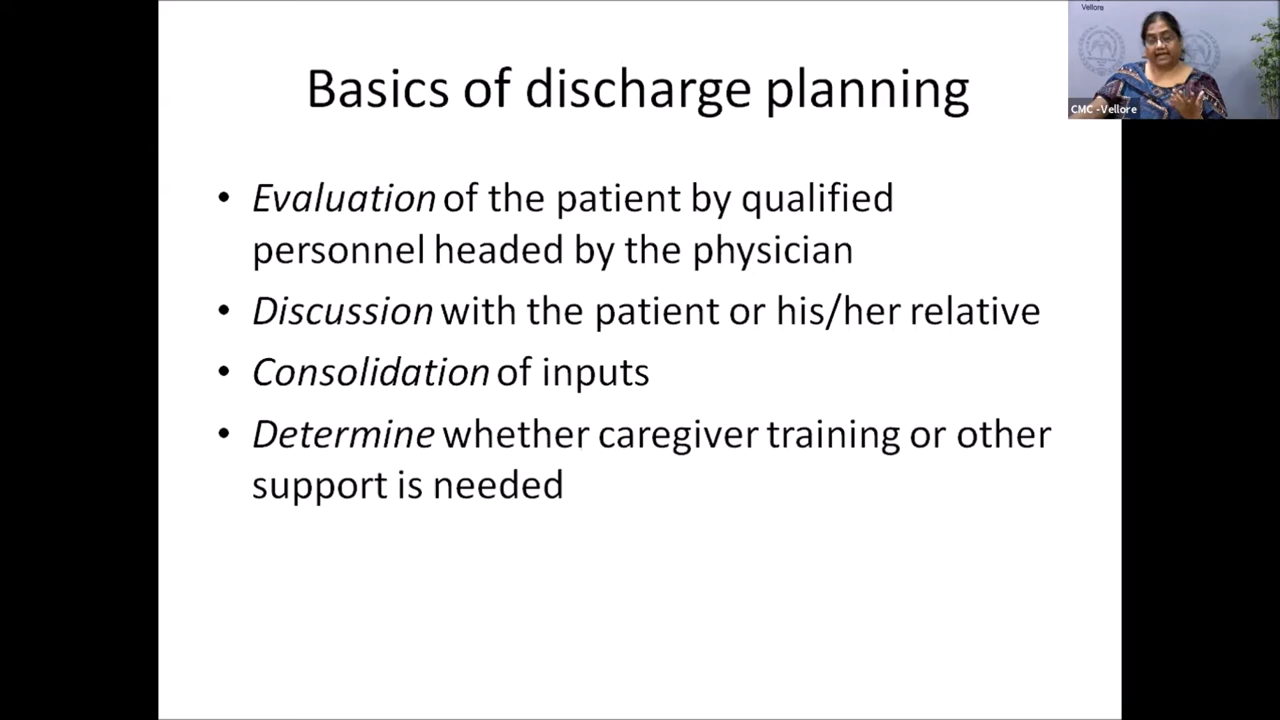 Vellore
CMC -Vellore
Basics of discharge planning
• Evaluation of the patient by qualified
personnel headed by the physician
• Discussion with the patient or his/her relative
• Consolidation of inputs
• Determine whether caregiver training or other
support is needed